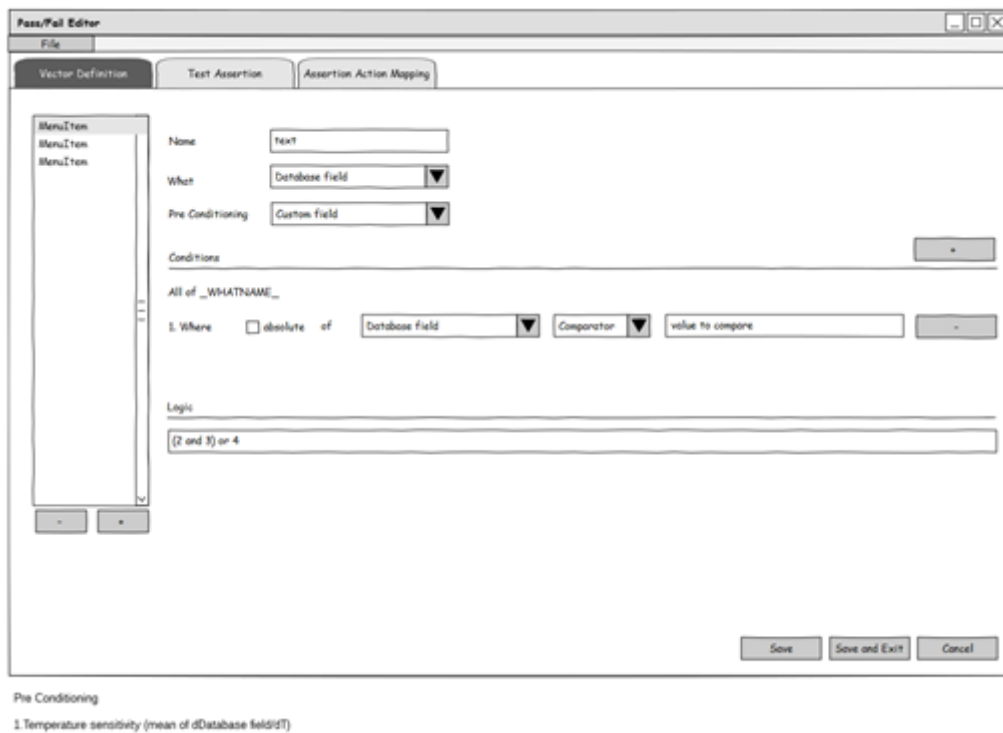 Pass/Fail Editor
File
Vector Definition
Test Assertion
Assertion Action Mapping
MenuItem
MenuItem
MenuItem
Name
text
What
Database field
Pre Conditioning
Custom field
+
Conditions
All of _WHATNAME_
1. Where absolute of Database field Comparator value to compare -
Logic
(2 and 3) or 4
- +
Save Save and Exit Cancel
Pre Conditioning
1.Temperature sensitivity (mean of dDatabase field/dT)